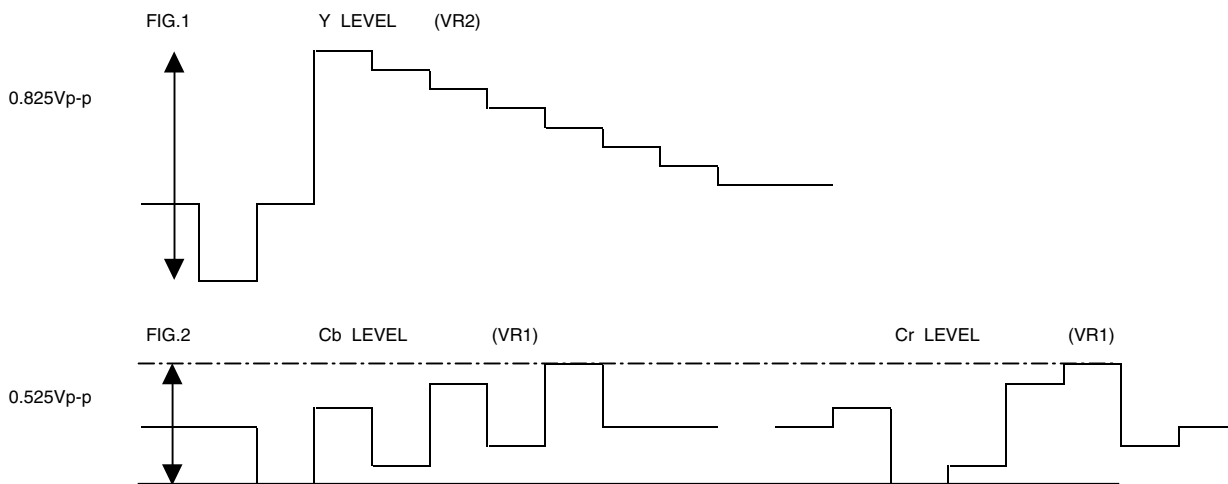 FIG.1 Y LEVEL (VR2)
0.825Vp-p
FIG.2 Cb LEVEL (VR1) Cr LEVEL (VR1)
0.525Vp-p